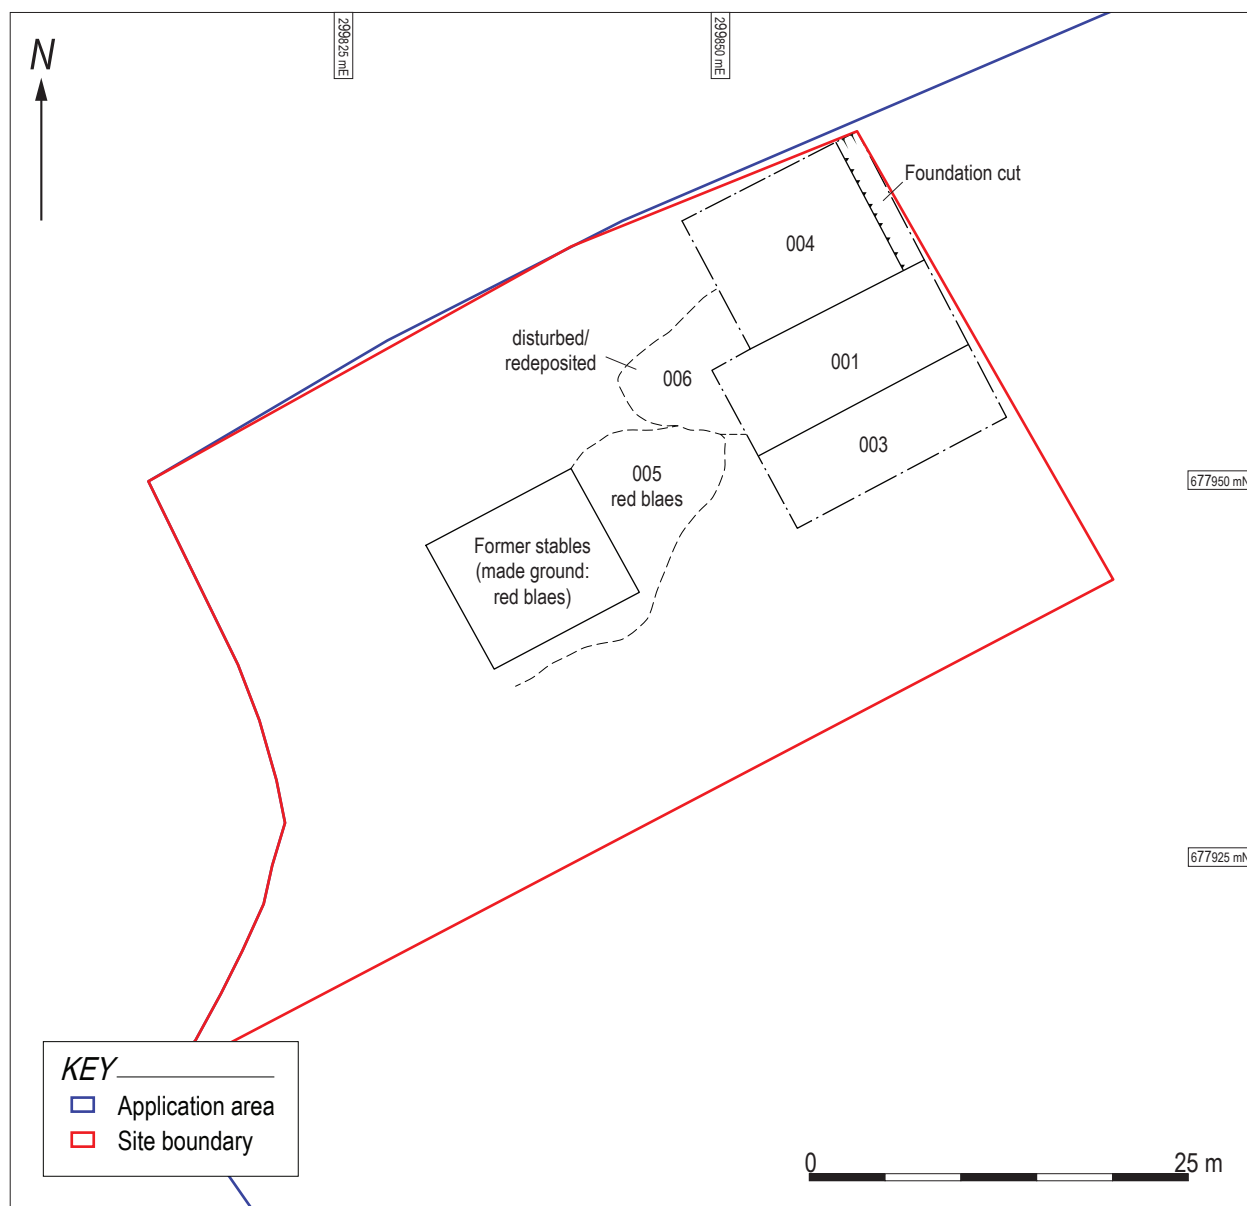 299825 mE
299850 mE
N
Foundation cut
004
disturbed/
redeposited
001
006
003
005
red blaes
677950 mN
Former stables
(made ground:
red blaes)
677925 mN
KEY
Application area
Site boundary
0
25 m